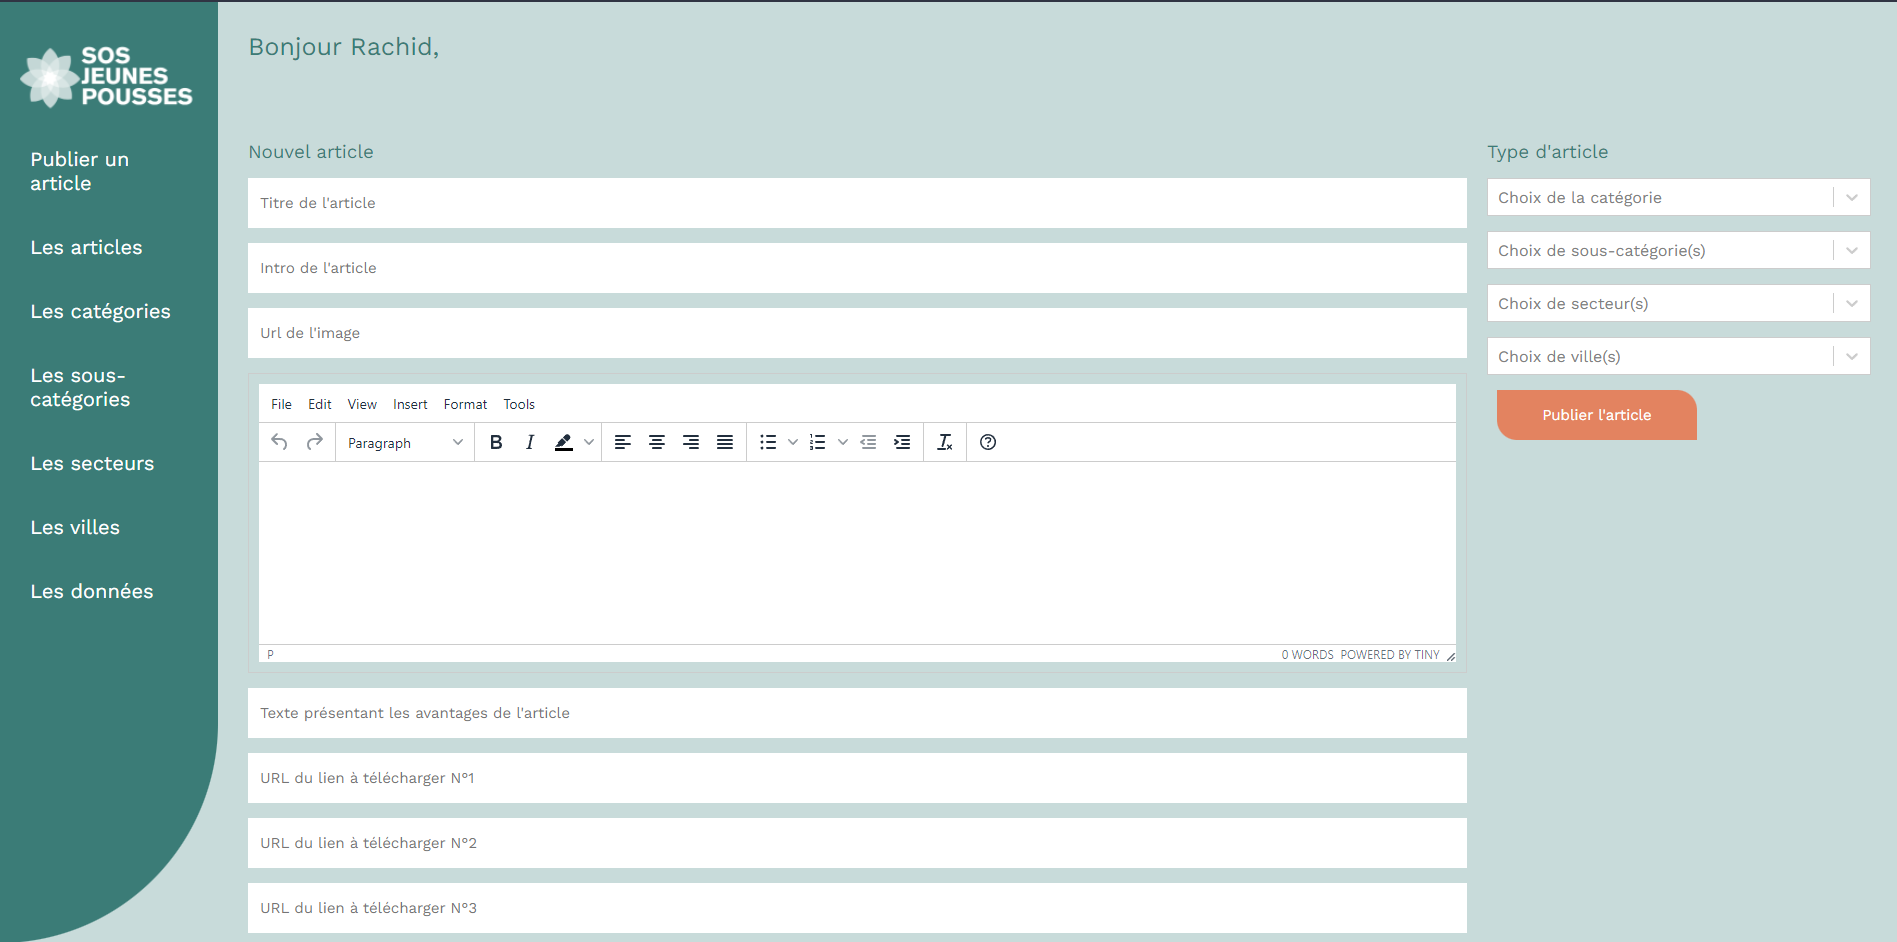 SOS
JEUNES
POUSSES
Publier un
article
Les articles
Les catégories
Les sous-
catégories
Les secteurs
Les villes
Les données
Bonjour Rachid,
Nouvel article
Titre de l'article
Intro de l'article
Url de l'image
File Edit View Insert Format Tools
Paragraph B I
P 0 WORDS POWERED BY TINY
Texte présentant les avantages de l'article
URL du lien à télécharger N°1
URL du lien à télécharger N°2
URL du lien à télécharger N°3
Type d'article
Choix de la catégorie
Choix de sous-catégorie(s)
Choix de secteur(s)
Choix de ville(s)
Publier l'article